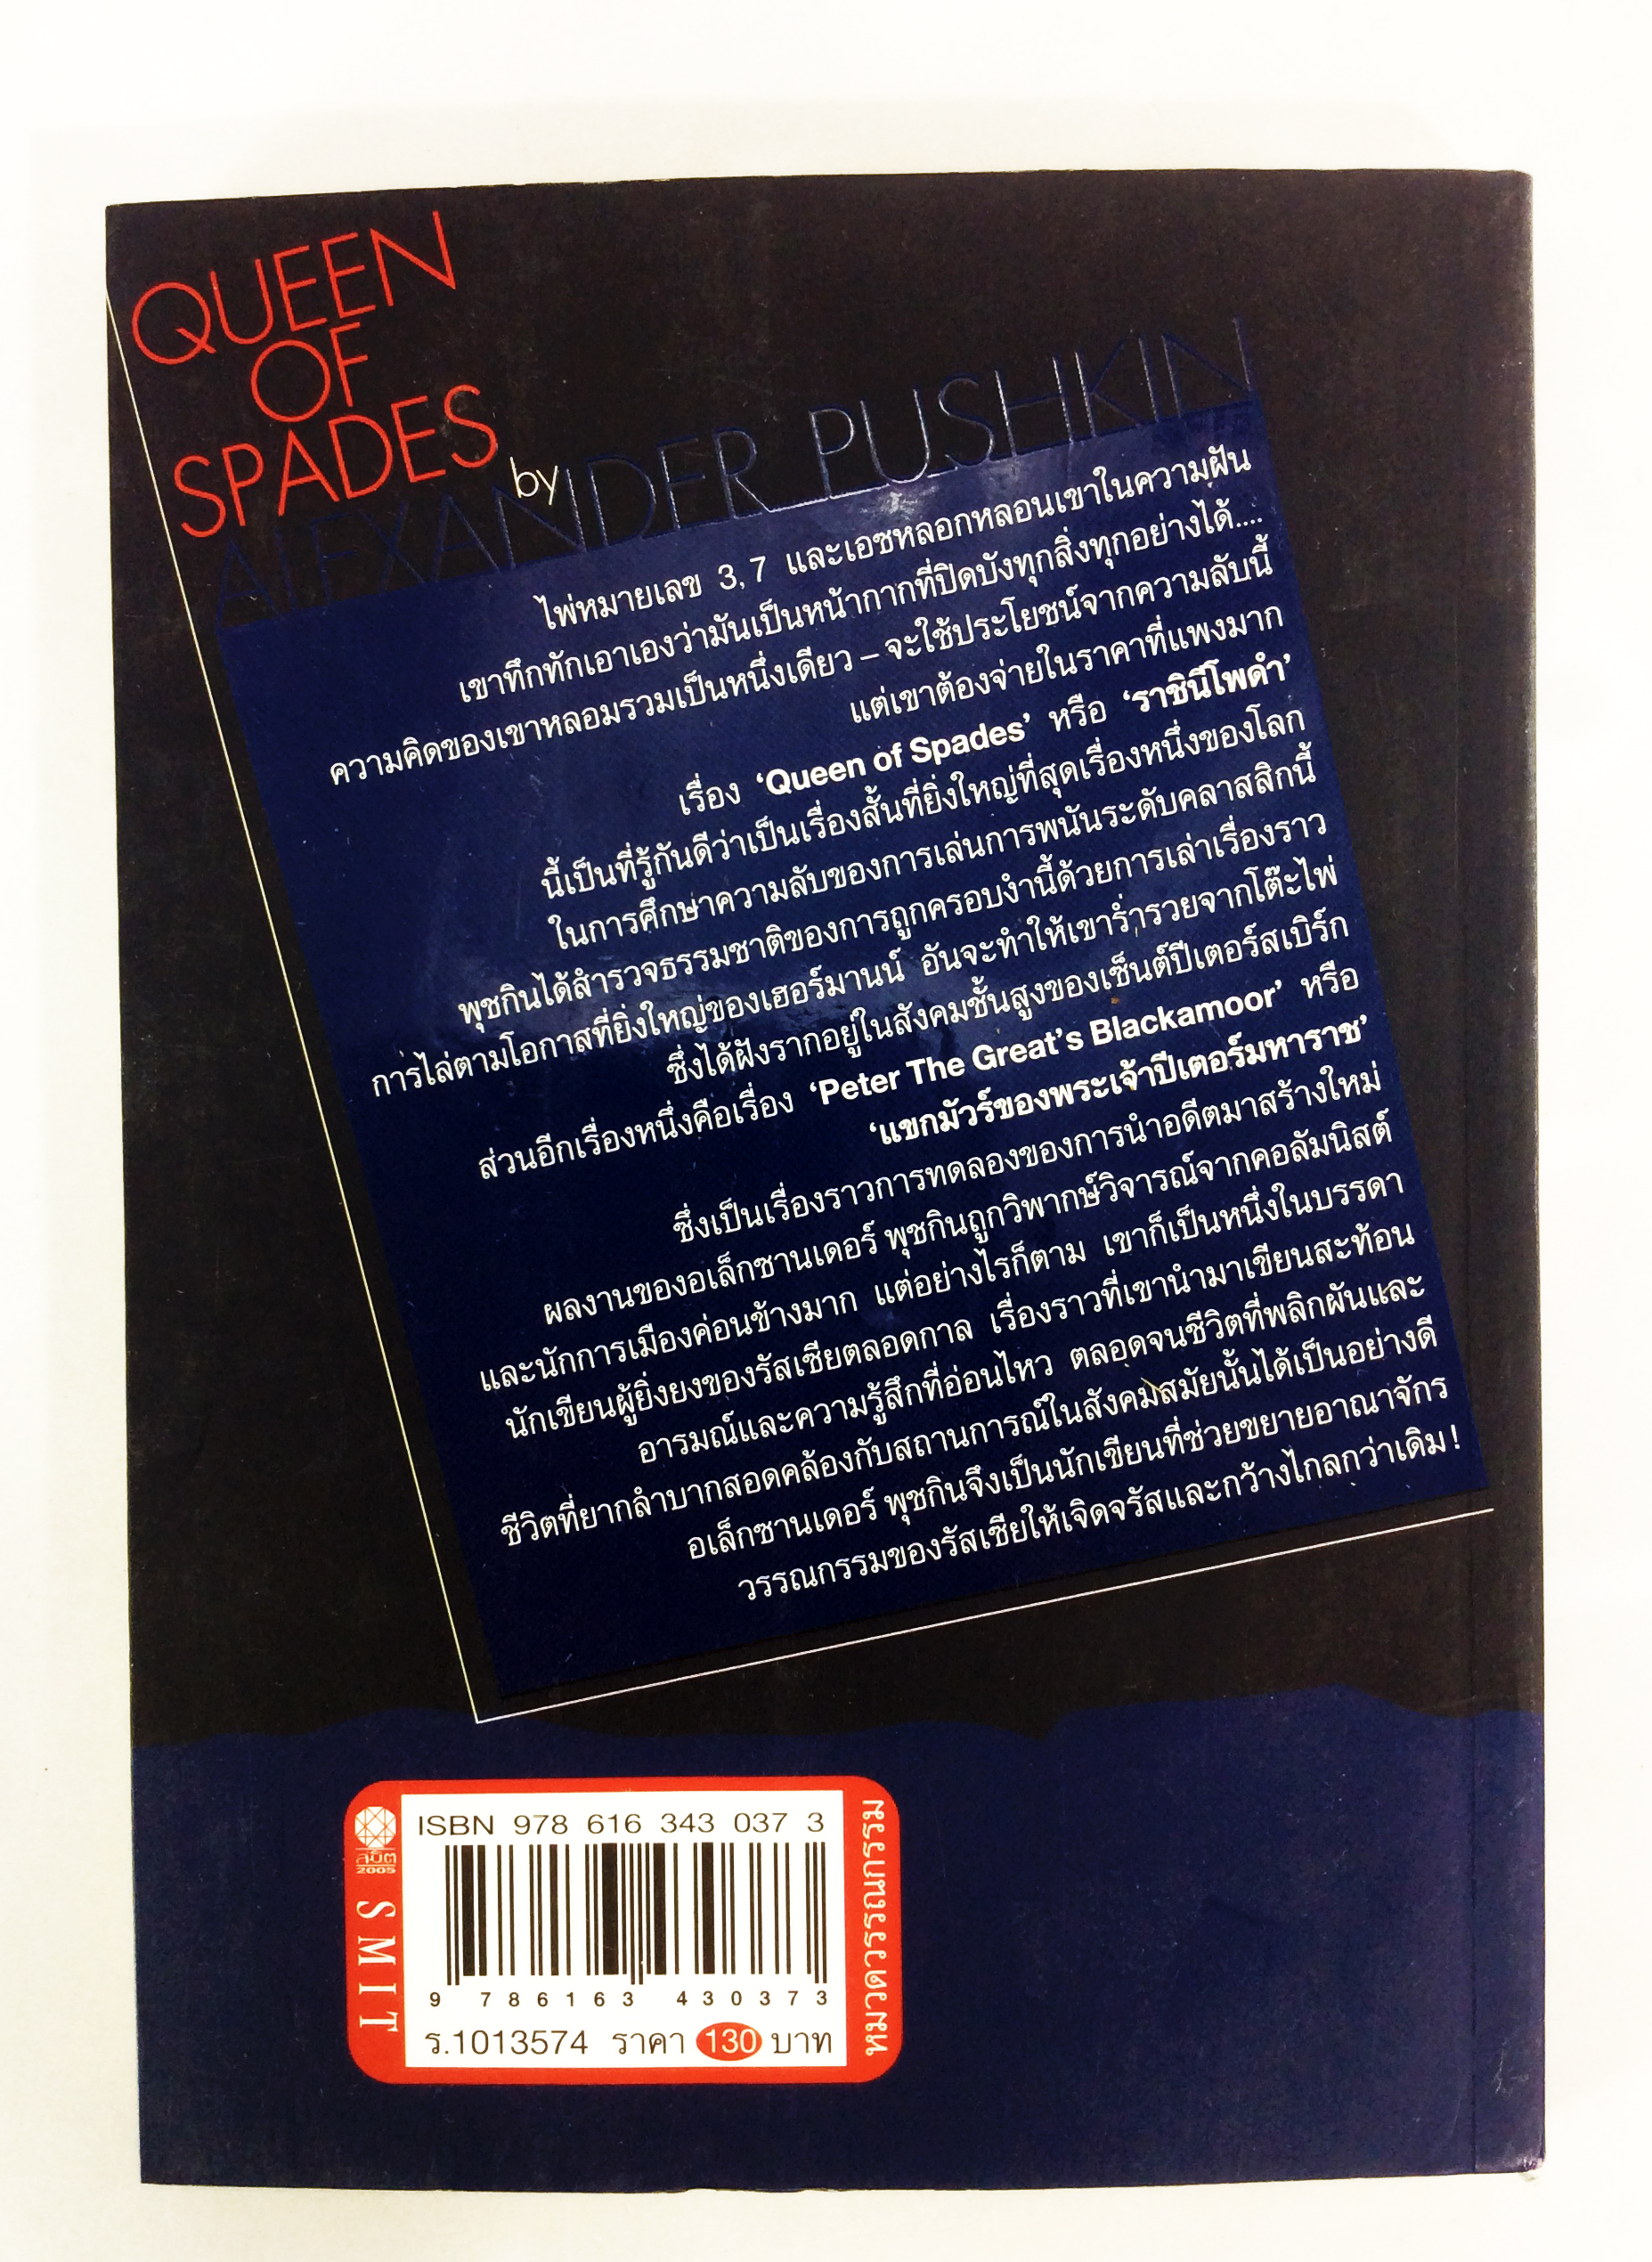 QUEEN
OF
SPADES
by
ALEXANDER PUSHKIN
ไพ่หมายเลข 3, 7 และเอซหลอกหลอนเขาในความฝัน
เขาทึกทักเอาเองว่ามันเป็นหน้ากากที่ปิดบังทุกสิ่งทุกอย่างได้....
ความคิดของเขาหลอมรวมเป็นหนึ่งเดียว – จะใช้ประโยชน์จากความลับนี้
แต่เขาต้องจ่ายในราคาที่แพงมาก
เรื่อง ‘Queen of Spades’ หรือ ‘ราชินีโพดำ’
นี้เป็นที่รู้กันดีว่าเป็นเรื่องสั้นที่ยิ่งใหญ่ที่สุดเรื่องหนึ่งของโลก
ในการศึกษาความลับของการเล่นการพนันระดับคลาสสิกนี้
พุชกินได้สำรวจธรรมชาติของการถูกครอบงำนี้ด้วยการเล่าเรื่องราว
การไล่ตามโอกาสที่ยิ่งใหญ่ของเฮอร์มานน์ อันจะทำให้เขาร่ำรวยจากโต๊ะไพ่
ซึ่งได้ฝังรากอยู่ในสังคมชั้นสูงของเซ็นต์ปีเตอร์สเบิร์ก
ส่วนอีกเรื่องหนึ่งคือเรื่อง ‘Peter The Great’s Blackamoor’ หรือ
‘แขกมัวร์ของพระเจ้าปีเตอร์มหาราช’
ซึ่งเป็นเรื่องราวการทดลองของการนำอดีตมาสร้างใหม่
ผลงานของอเล็กซานเดอร์ พุชกินถูกวิพากษ์วิจารณ์จากคอลัมนิสต์
และนักการเมืองค่อนข้างมาก แต่อย่างไรก็ตาม เขาก็เป็นหนึ่งในบรรดา
นักเขียนผู้ยิ่งยงของรัสเซียตลอดกาล เรื่องราวที่เขานำมาเขียนสะท้อน
อารมณ์และความรู้สึกที่อ่อนไหว ตลอดจนชีวิตที่พลิกผันและ
ชีวิตที่ยากลำบากสอดคล้องกับสถานการณ์ในสังคมสมัยนั้นได้เป็นอย่างดี
อเล็กซานเดอร์ พุชกินจึงเป็นนักเขียนที่ช่วยขยายอาณาจักร
วรรณกรรมของรัสเซียให้เจิดจรัสและกว้างไกลกว่าเดิม!
ISBN 978 616 343 037 3
9 786163 430373
ร.1013574 ราคา 130 บาท
สมิต
2005
SMIT
หมวดวรรณกรรม